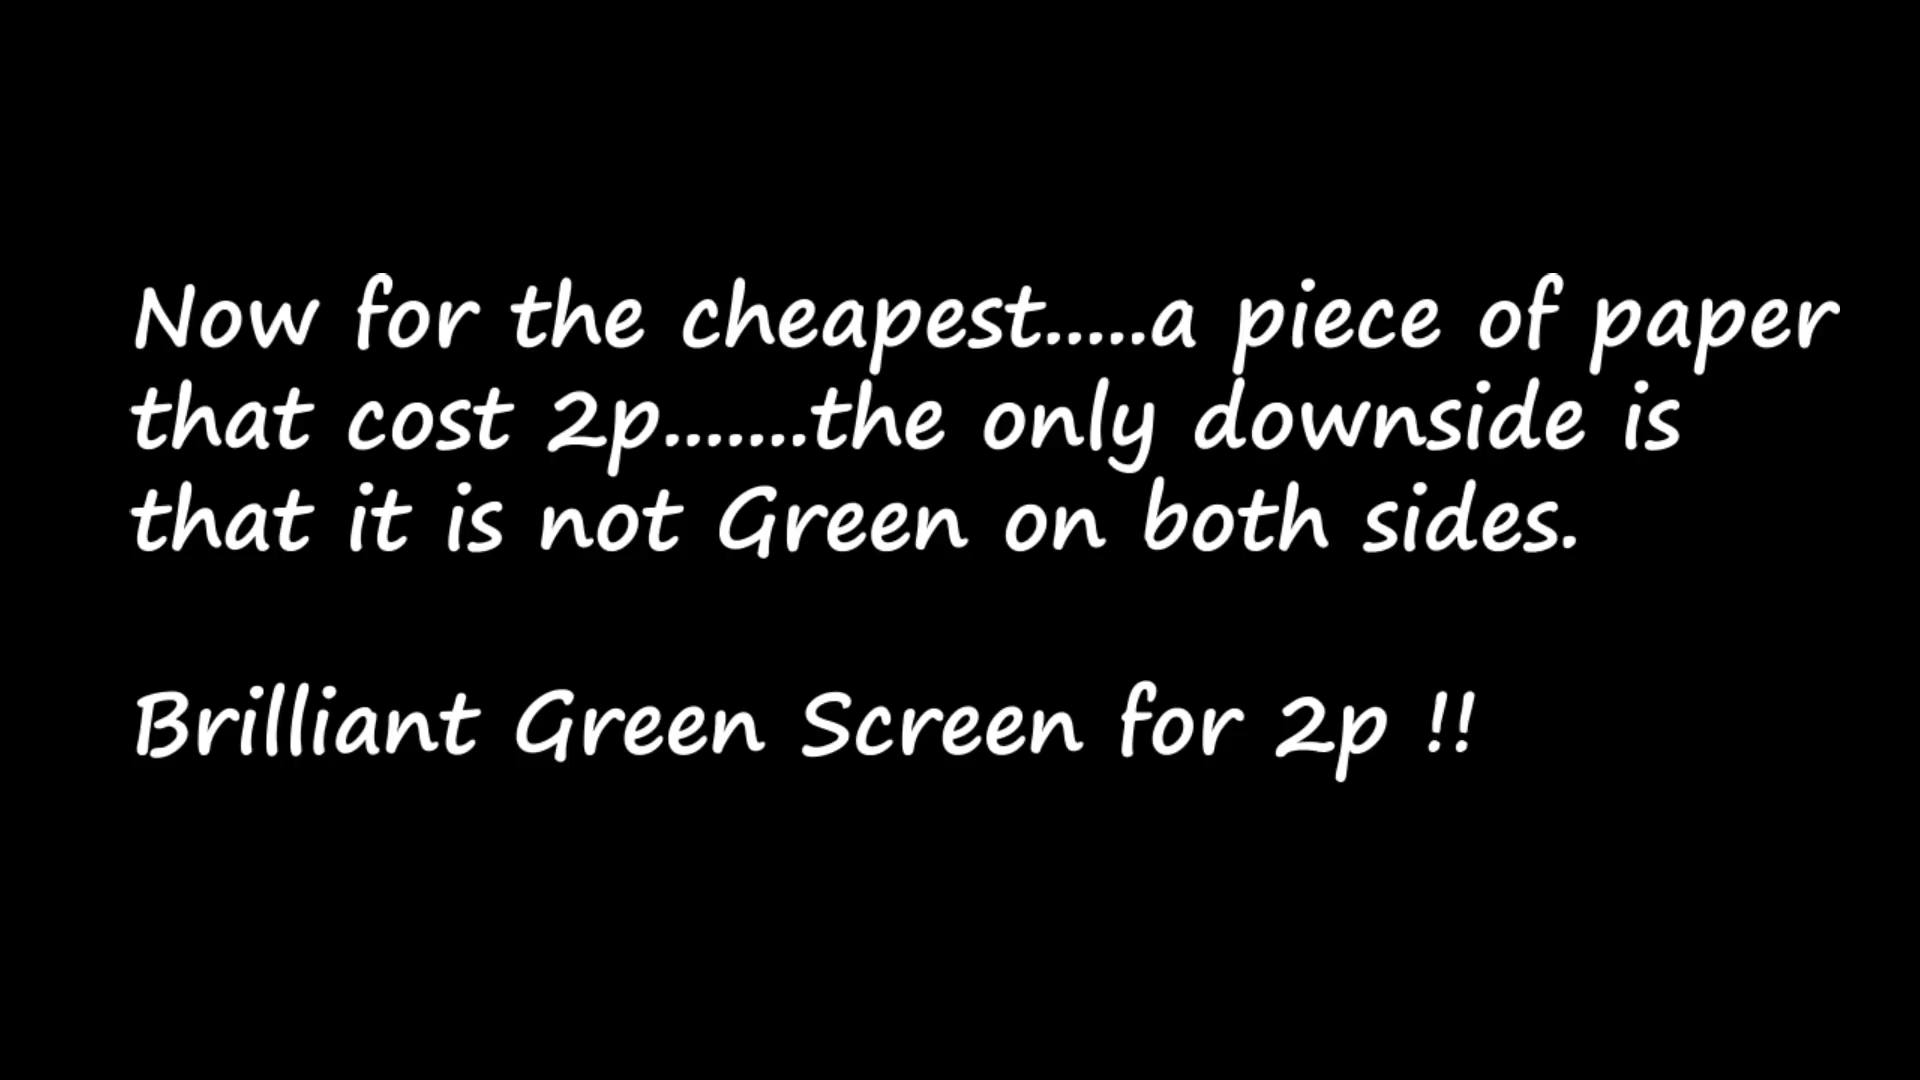 Now for the cheapest.....a piece of paper
that cost 2p.......the only downside is
that it is not Green on both sides.
Brilliant Green Screen for 2p !!